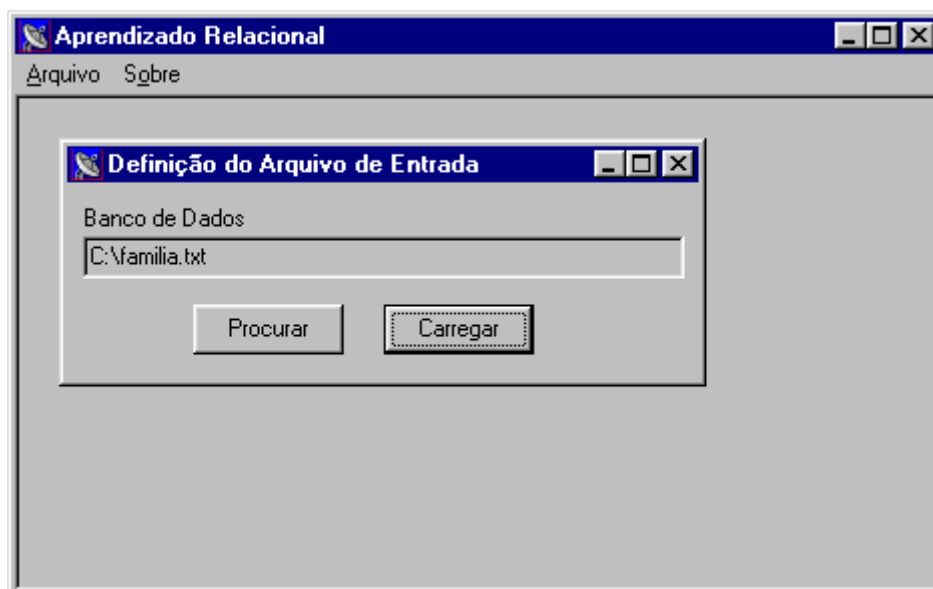 Aprendizado Relacional
Arquivo Sobre
Definição do Arquivo de Entrada
Banco de Dados
C:\familia.txt
Procurar Carregar